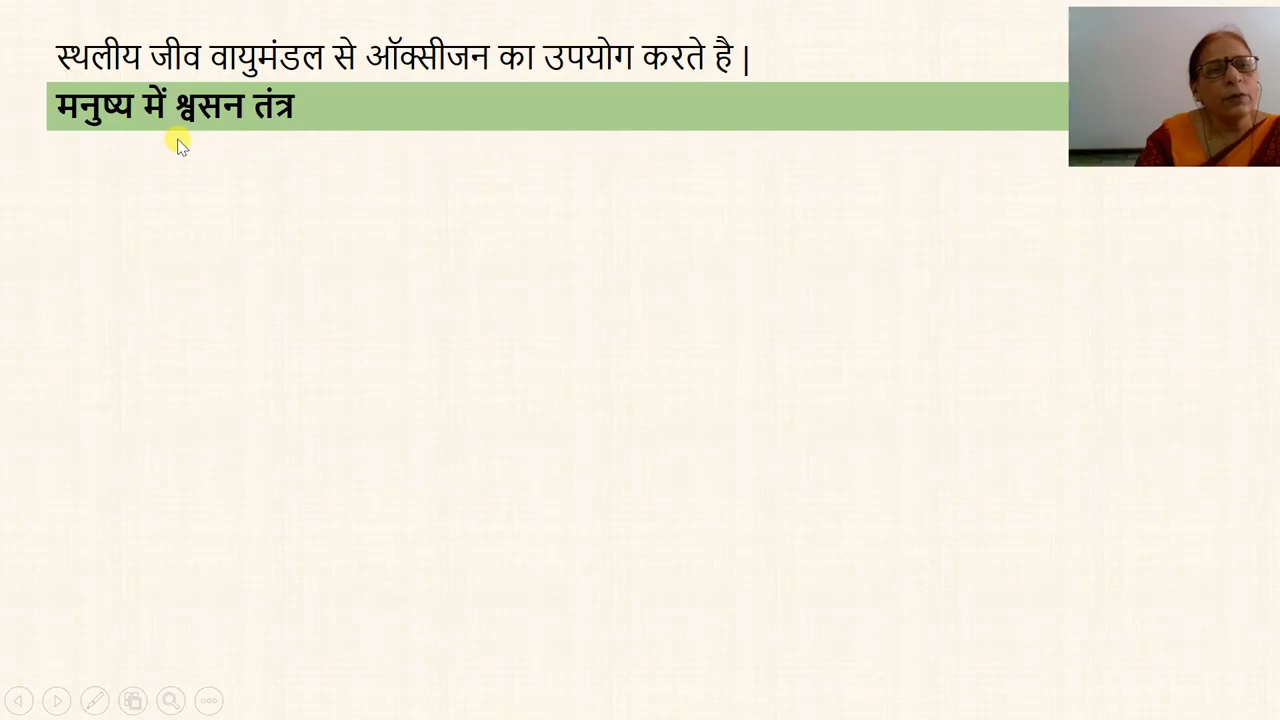 स्थलीय जीव वायुमंडल से ऑक्सीजन का उपयोग करते है |
मनुष्य में श्वसन तंत्र